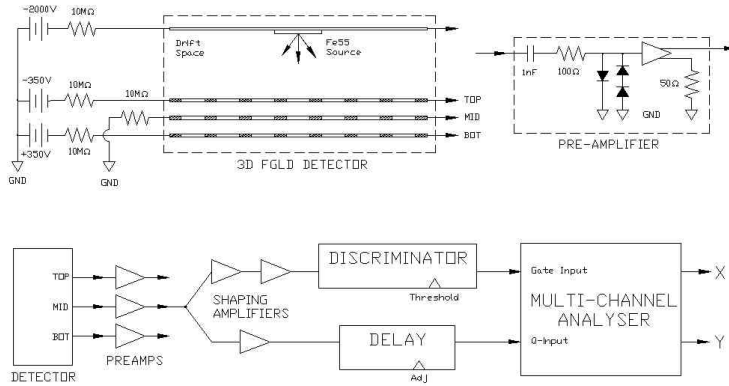 -2000V
10MΩ
Drift
Space
Fe55
Source
-350V
10MΩ
10MΩ
TOP
MID
BOT
+350V
10MΩ
GND
GND
3D FGLD DETECTOR
1nF
100Ω
50Ω
GND
PRE-AMPLIFIER
TOP
MID
BOT
DETECTOR
PREAMPS
SHAPING
AMPLIFIERS
DISCRIMINATOR
Threshold
DELAY
Adj
Gate Input
MULTI-CHANNEL
ANALYSER
Q-Input
X
Y